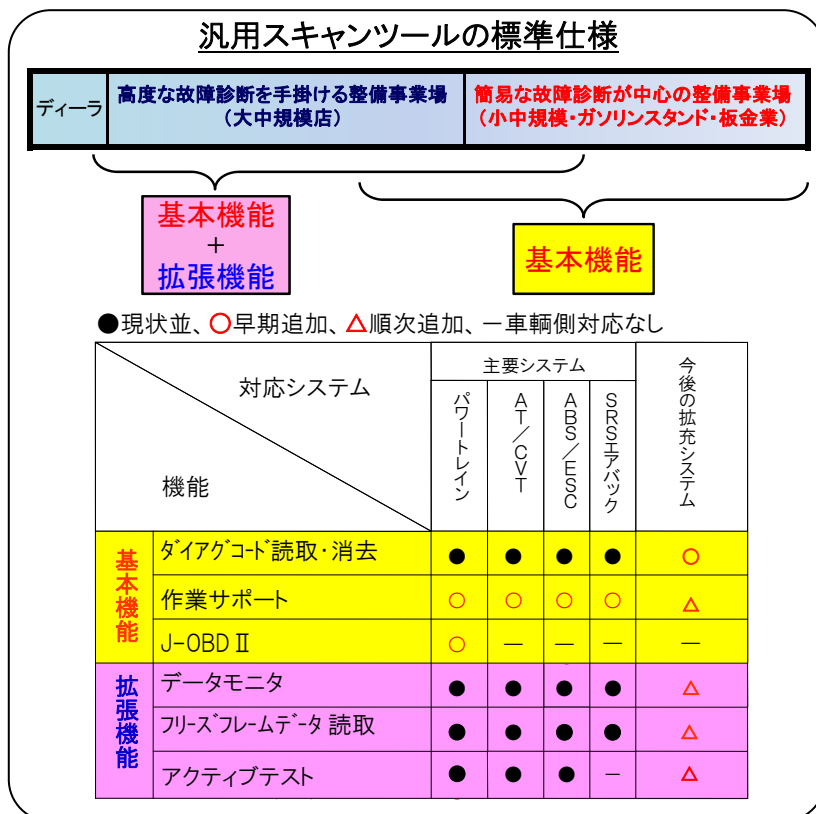 汎用スキャンツールの標準仕様
ディーラ
高度な故障診断を手掛ける整備事業場
(大中規模店)
簡易な故障診断が中心の整備事業場
(小中規模・ガソリンスタンド・板金業)
基本機能
+
拡張機能
基本機能
●現状並、○早期追加、△順次追加、－車輌側対応なし
対応システム
機能
主要システム
パワートレイン
AT/CVT
ABS/ESC
SRSエアバック
今後の拡充システム
基本機能
ダイアグコード読取・消去 ● ● ● ● ○
作業サポート ○ ○ ○ ○ △
J-OBDⅡ ○ － － － －
拡張機能
データモニタ ● ● ● ● △
フリーズフレームデータ 読取 ● ● ● ● △
アクティブテスト ● ● ● － △